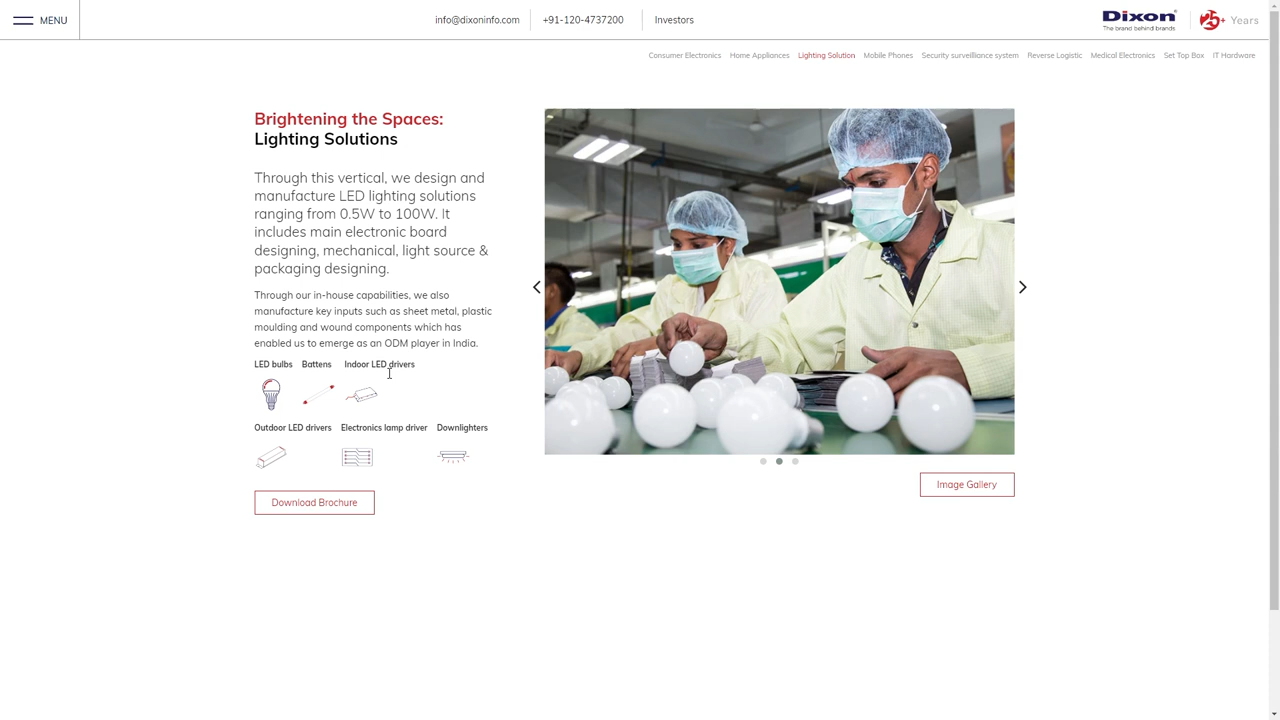 MENU
info@dixoninfo.com
+91-120-4737200
Investors
Dixon
The brand behind brands
25+ Years
Consumer Electronics Home Appliances Lighting Solution Mobile Phones Security surveillance system Reverse Logistic Medical Electronics Set Top Box IT Hardware
Brightening the Spaces:
Lighting Solutions
Through this vertical, we design and
manufacture LED lighting solutions
ranging from 0.5W to 100W. It
includes main electronic board
designing, mechanical, light source &
packaging designing.
Through our in-house capabilities, we also
manufacture key inputs such as sheet metal, plastic
moulding and wound components which has
enabled us to emerge as an ODM player in India.
LED bulbs Battens Indoor LED drivers
Outdoor LED drivers Electronics lamp driver Downlighters
Download Brochure
Image Gallery